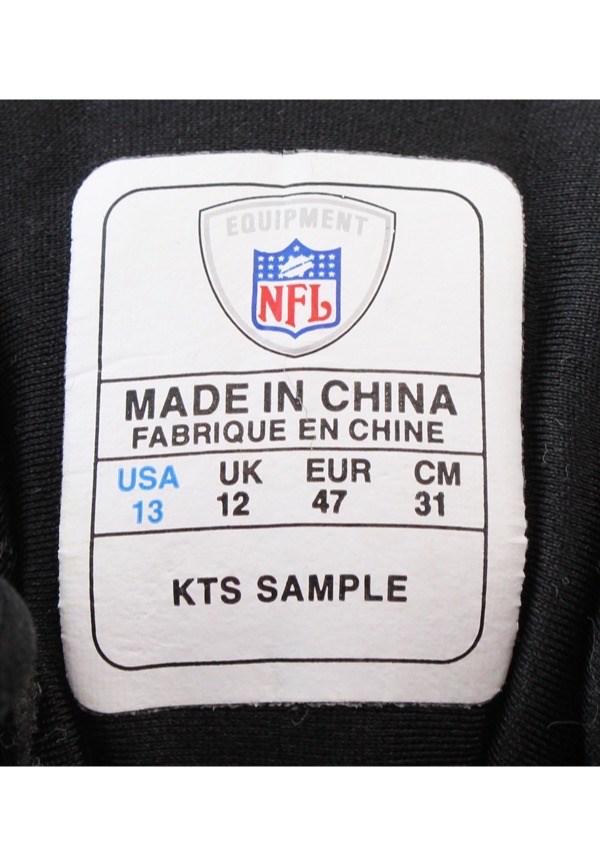 EQUIPMENT
NFL
MADE IN CHINA
FABRIQUE EN CHINE
USA UK EUR CM
13 12 47 31
KTS SAMPLE